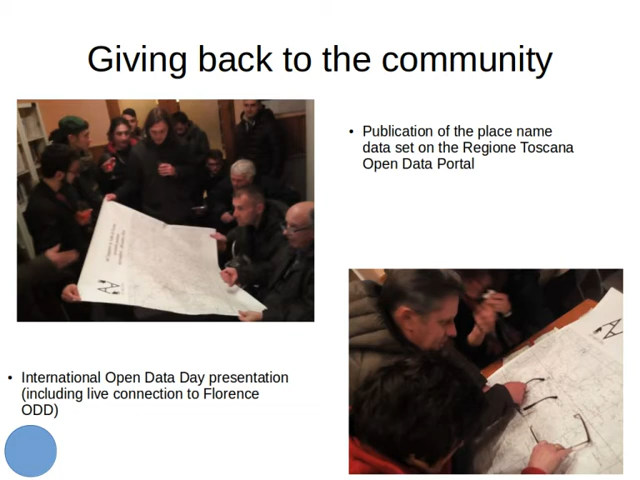 Giving back to the community
• Publication of the place name
data set on the Regione Toscana
Open Data Portal
• International Open Data Day presentation
(including live connection to Florence
ODD)